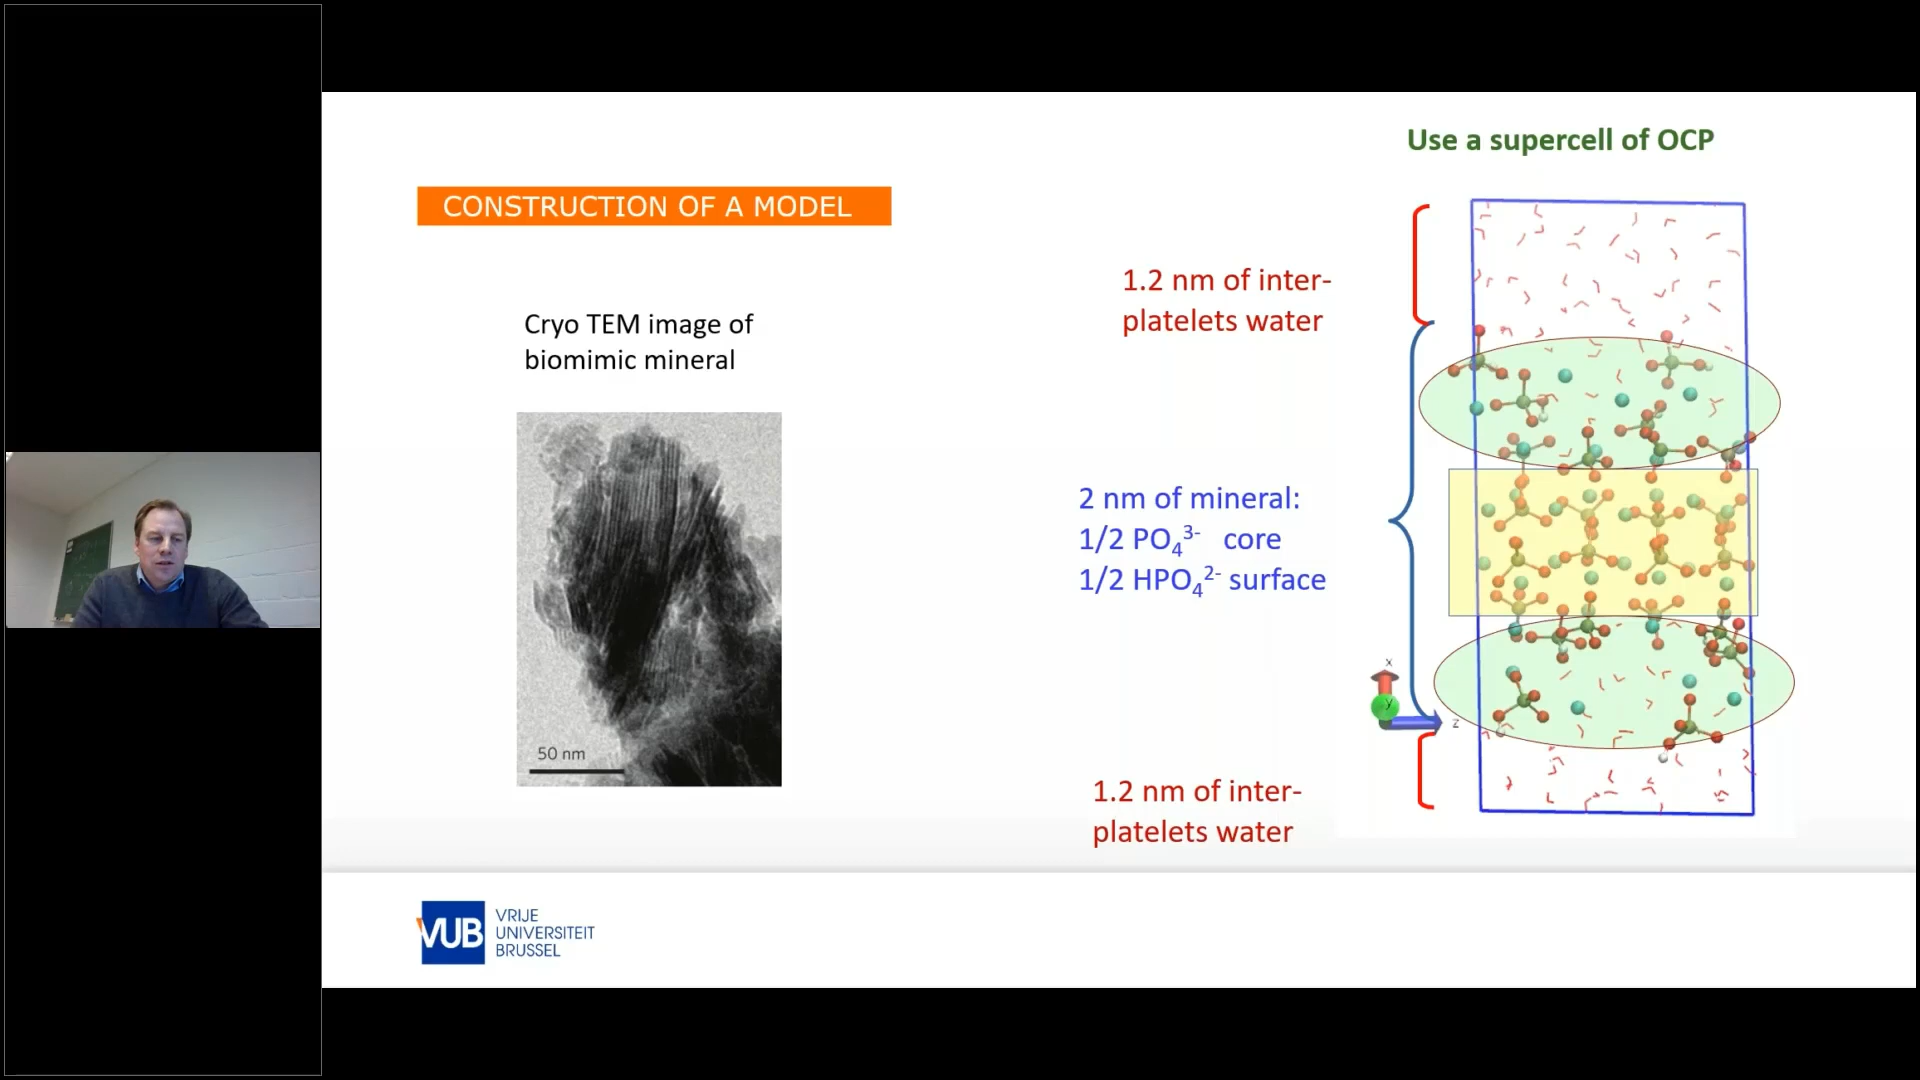 Use a supercell of OCP
CONSTRUCTION OF A MODEL
1.2 nm of inter-
platelets water
Cryo TEM image of
biomimic mineral
2 nm of mineral:
1/2 PO₄³⁻ core
1/2 HPO₄²⁻ surface
50 nm
x
y
z
1.2 nm of inter-
platelets water
VUB
VRIJE
UNIVERSITEIT
BRUSSEL